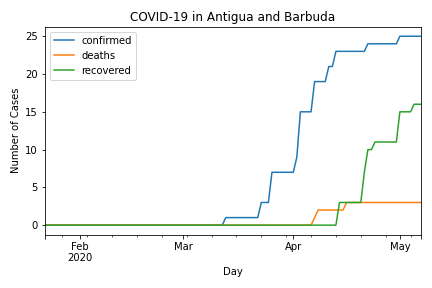 COVID-19 in Antigua and Barbuda
confirmed
deaths
recovered
Number of Cases
25
20
15
10
5
0
Feb
2020
Mar
Apr
May
Day